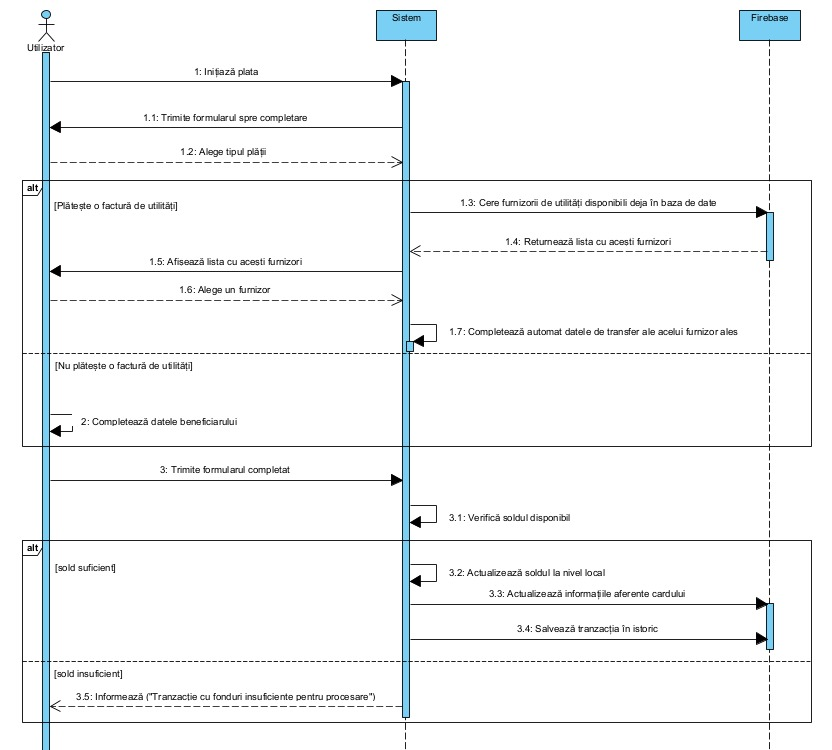 Utilizator
Sistem
Firebase
1: Inițiază plata
1.1: Trimite formularul spre completare
1.2: Alege tipul plății
alt
[Plătește o factură de utilități]
1.3: Cere furnizorii de utilități disponibili deja în baza de date
1.4: Returnează lista cu acești furnizori
1.5: Afisează lista cu acesti furnizori
1.6: Alege un furnizor
1.7: Completează automat datele de transfer ale acelui furnizor ales
[Nu plătește o factură de utilități]
2: Completează datele beneficiarului
3: Trimite formularul completat
3.1: Verifică soldul disponibil
alt
[sold suficient]
3.2: Actualizează soldul la nivel local
3.3: Actualizează informațiile aferente cardului
3.4: Salvează tranzacția în istoric
[sold insuficient]
3.5: Informează ("Tranzacție cu fonduri insuficiente pentru procesare")